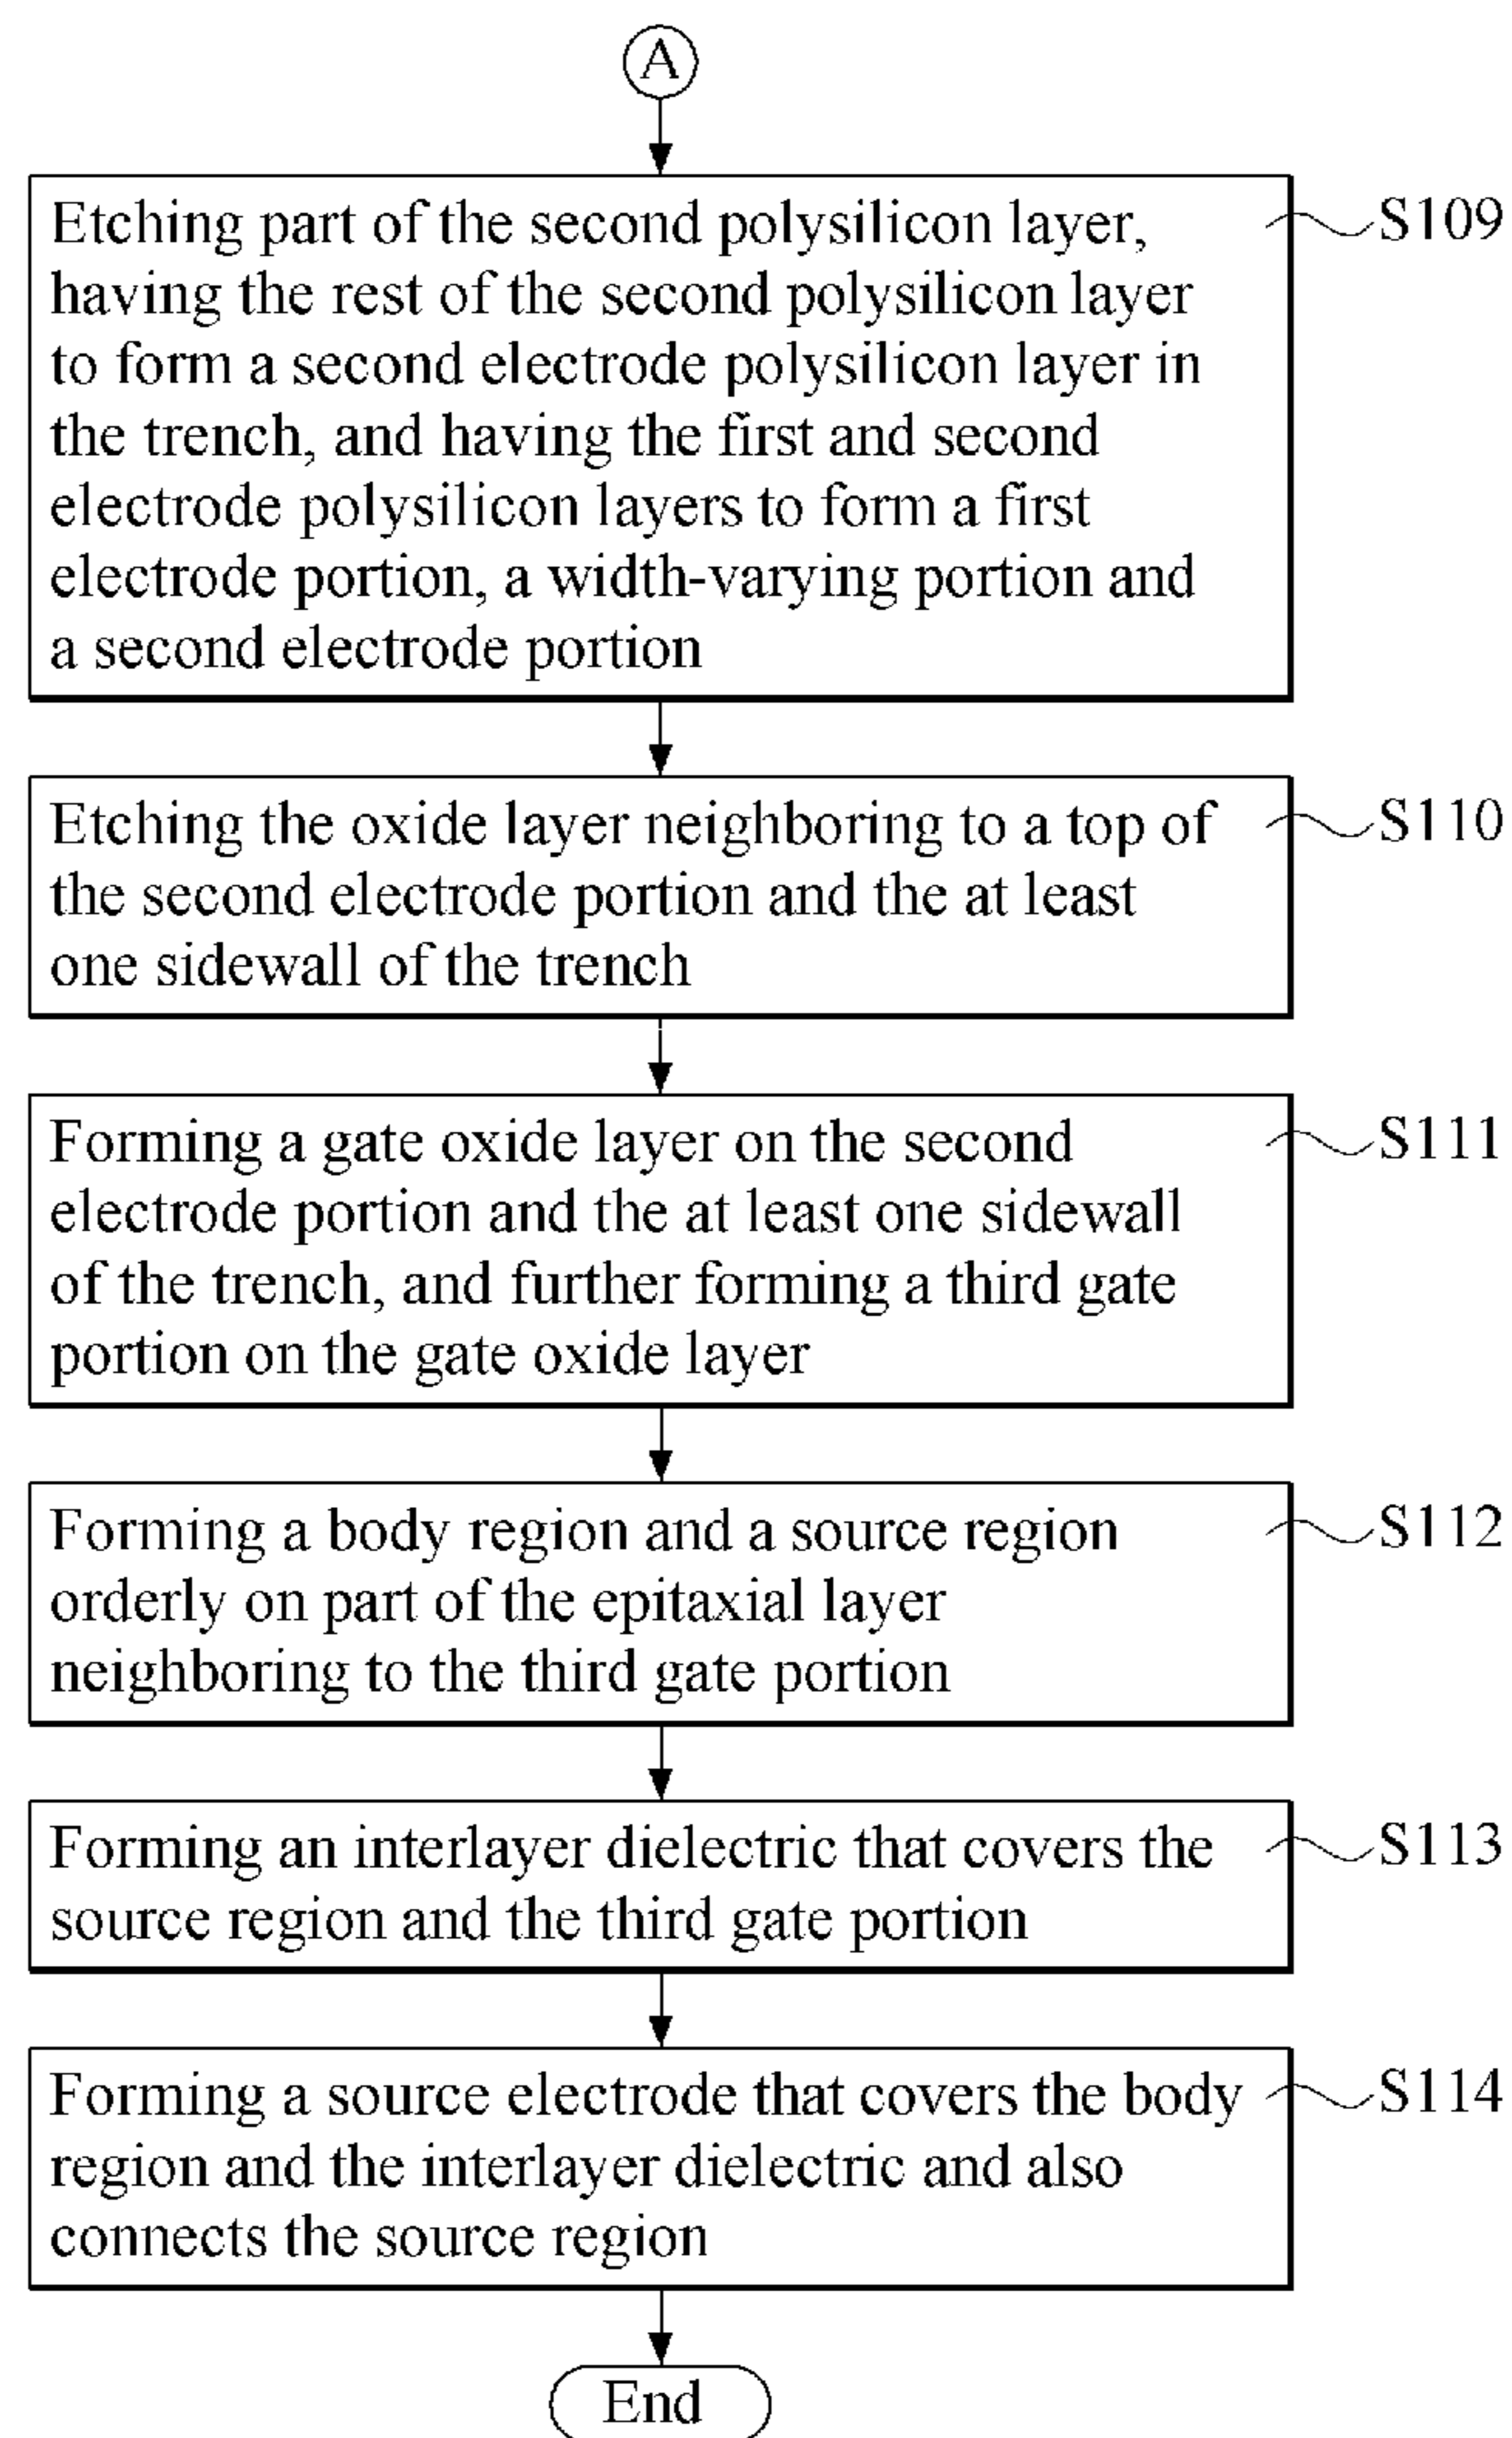 A
Etching part of the second polysilicon layer,
having the rest of the second polysilicon layer
to form a second electrode polysilicon layer in
the trench, and having the first and second
electrode polysilicon layers to form a first
electrode portion, a width-varying portion and
a second electrode portion
S109
Etching the oxide layer neighboring to a top of
the second electrode portion and the at least
one sidewall of the trench
S110
Forming a gate oxide layer on the second
electrode portion and the at least one sidewall
of the trench, and further forming a third gate
portion on the gate oxide layer
S111
Forming a body region and a source region
orderly on part of the epitaxial layer
neighboring to the third gate portion
S112
Forming an interlayer dielectric that covers the
source region and the third gate portion
S113
Forming a source electrode that covers the body
region and the interlayer dielectric and also
connects the source region
S114
End